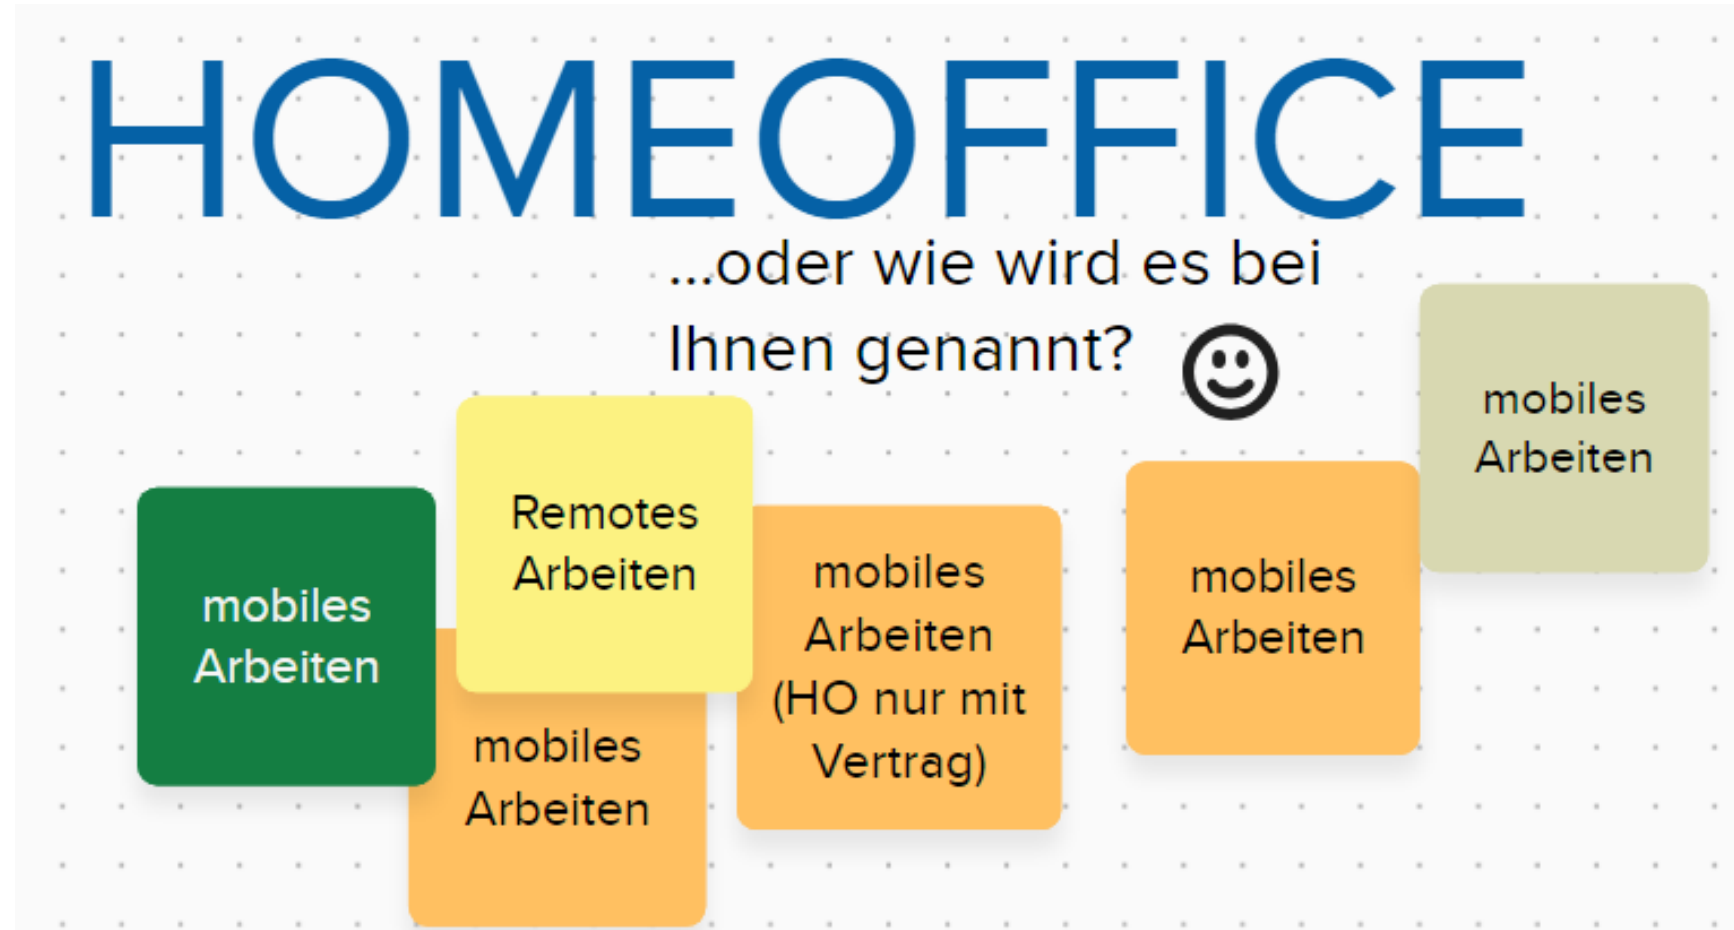 HOMEOFFICE
...oder wie wird es bei
Ihnen genannt?
mobiles
Arbeiten
Remotes
Arbeiten
mobiles
Arbeiten
mobiles
Arbeiten
(HO nur mit
Vertrag)
mobiles
Arbeiten
mobiles
Arbeiten